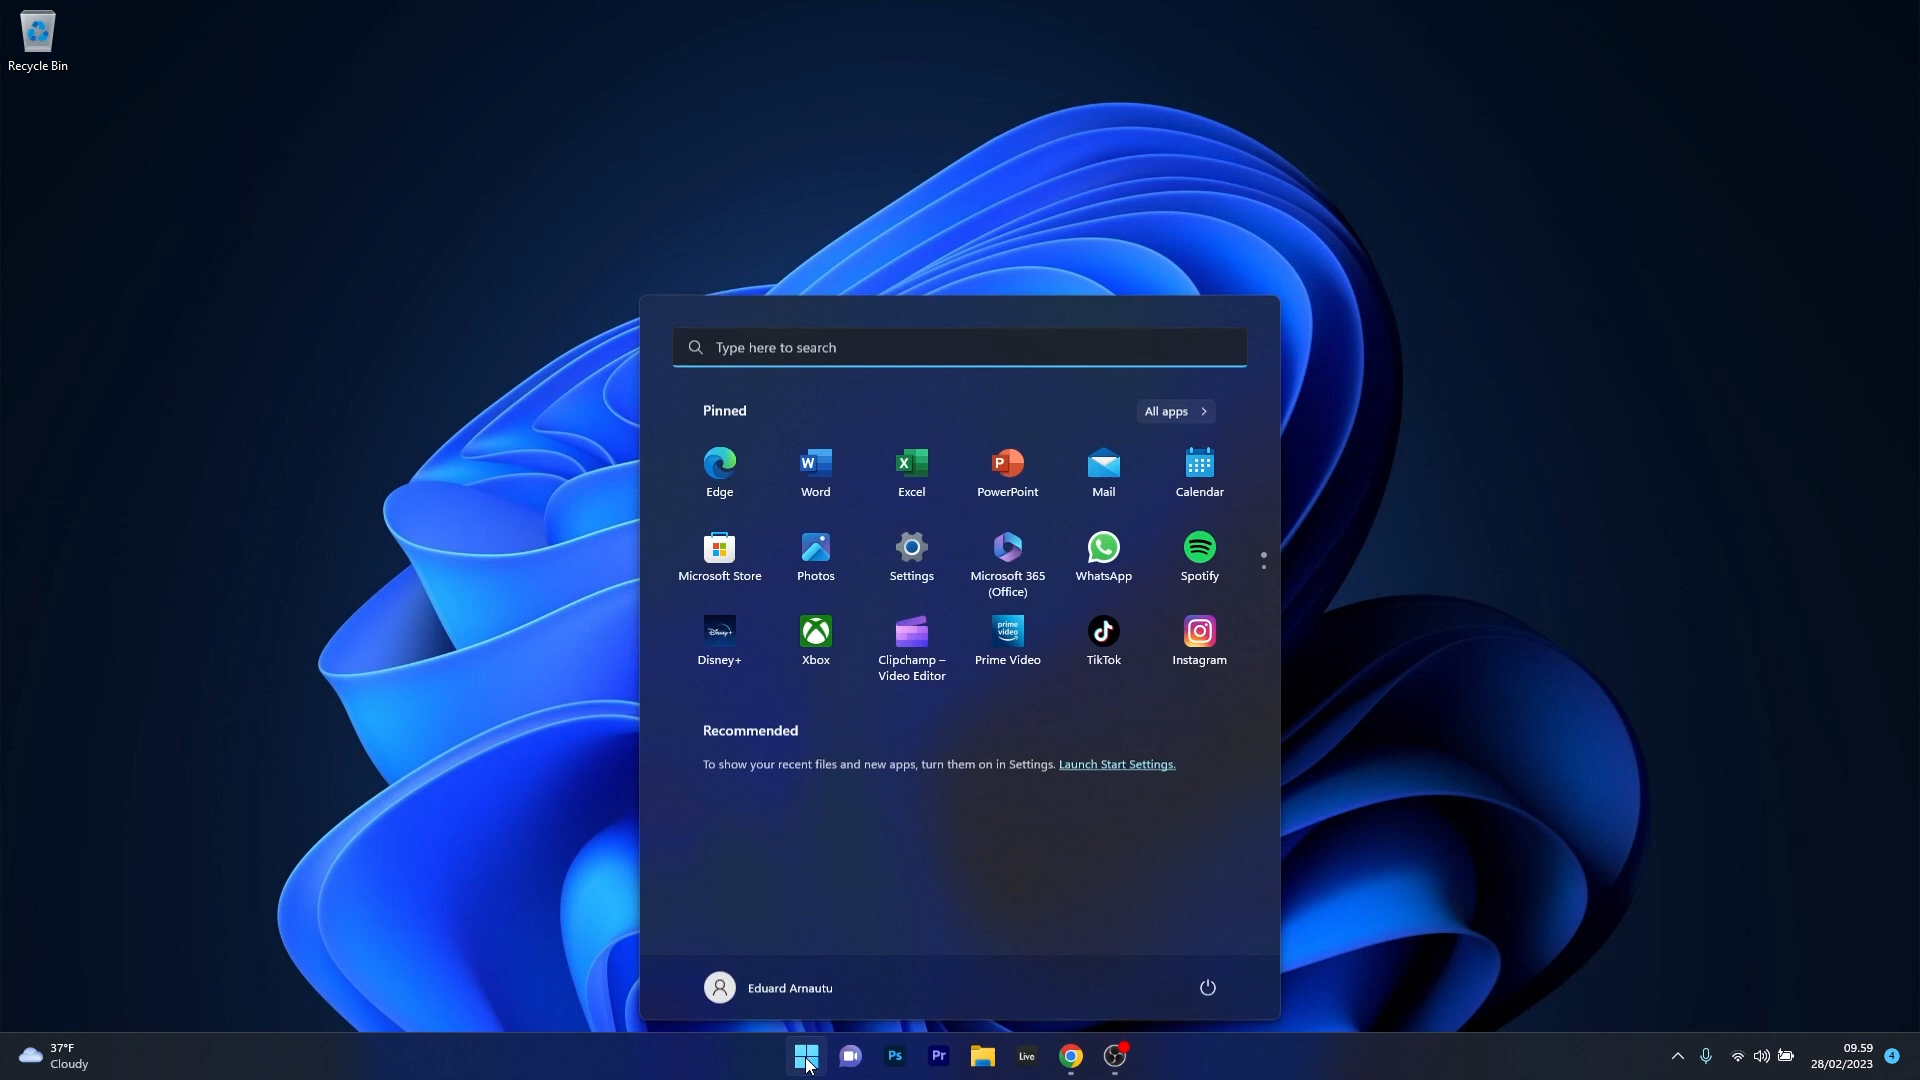 Recycle Bin
Type here to search
Pinned
All apps
Edge
Word
Excel
PowerPoint
Mail
Calendar
Microsoft Store
Photos
Settings
Microsoft 365
(Office)
WhatsApp
Spotify
Disney+
Xbox
Clipchamp –
Video Editor
prime
video
Prime Video
TikTok
Instagram
Recommended
To show your recent files and new apps, turn them on in Settings. Launch Start Settings.
Eduard Arnautu
37°F
Cloudy
Ps
Pr
Live
09.59
28/02/2023
4